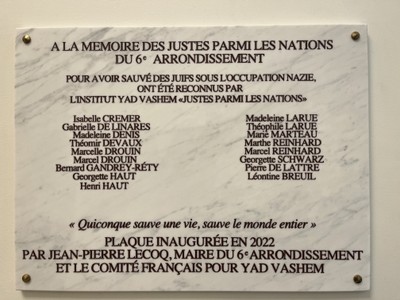 A LA MEMOIRE DES JUSTES PARMI LES NATIONS
DU 6e ARRONDISSEMENT
POUR AVOIR SAUVÉ DES JUIFS SOUS L'OCCUPATION NAZIE,
ONT ÉTÉ RECONNUS PAR
L'INSTITUT YAD VASHEM «JUSTES PARMI LES NATIONS»
Isabelle CREMER
Gabrielle DE LINARES
Madeleine DENIS
Théomir DEVAUX
Marcelle DROUIN
Marcel DROUIN
Bernard GANDREY-RÉTY
Georgette HAUT
Henri HAUT
Madeleine LARUE
Théophile LARUE
Marie MARTEAU
Marthe REINHARD
Marcel REINHARD
Georgette SCHWARZ
Pierre DE LATTRE
Léontine BREUIL
« Quiconque sauve une vie, sauve le monde entier »
PLAQUE INAUGURÉE EN 2022
PAR JEAN-PIERRE LECOQ, MAIRE DU 6e ARRONDISSEMENT
ET LE COMITÉ FRANÇAIS POUR YAD VASHEM